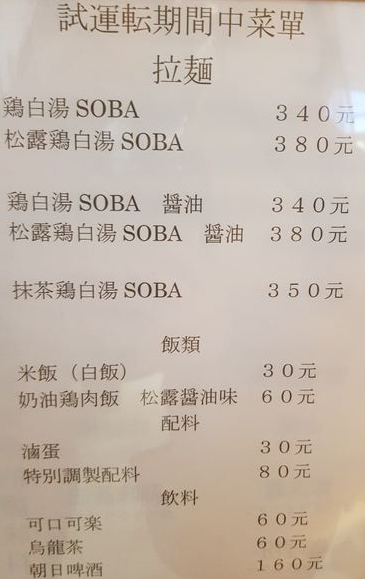 試運転期間中菜單
拉麺
鶏白湯 SOBA 340元
松露鶏白湯 SOBA 380元
鶏白湯 SOBA 醤油 340元
松露鶏白湯 SOBA 醤油 380元
抹茶鶏白湯 SOBA 350元
飯類
米飯（白飯） 30元
奶油鶏肉飯 松露醤油味 60元
配料
滷蛋 30元
特別調製配料 80元
飲料
可口可楽 60元
烏龍茶 60元
朝日啤酒 160元